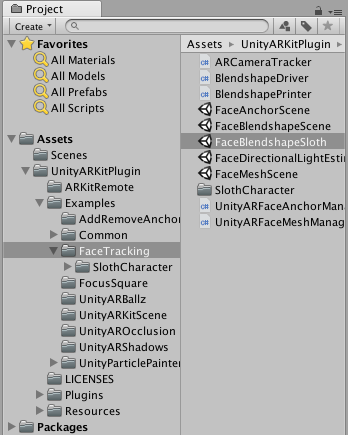 Project
Create
Favorites
All Materials
All Models
All Prefabs
All Scripts
Assets
Scenes
UnityARKitPlugin
ARKitRemote
Examples
AddRemoveAnchor
Common
FaceTracking
SlothCharacter
FocusSquare
UnityARBallz
UnityARKitScene
UnityAROcclusion
UnityARShadows
UnityParticlePainter
LICENSES
Plugins
Resources
Packages
Assets ▸ UnityARKitPlugin ▸
ARCameraTracker
BlendshapeDriver
BlendshapePrinter
FaceAnchorScene
FaceBlendshapeScene
FaceBlendshapeSloth
FaceDirectionalLightEstim
FaceMeshScene
SlothCharacter
UnityARFaceAnchorMan
UnityARFaceMeshManag